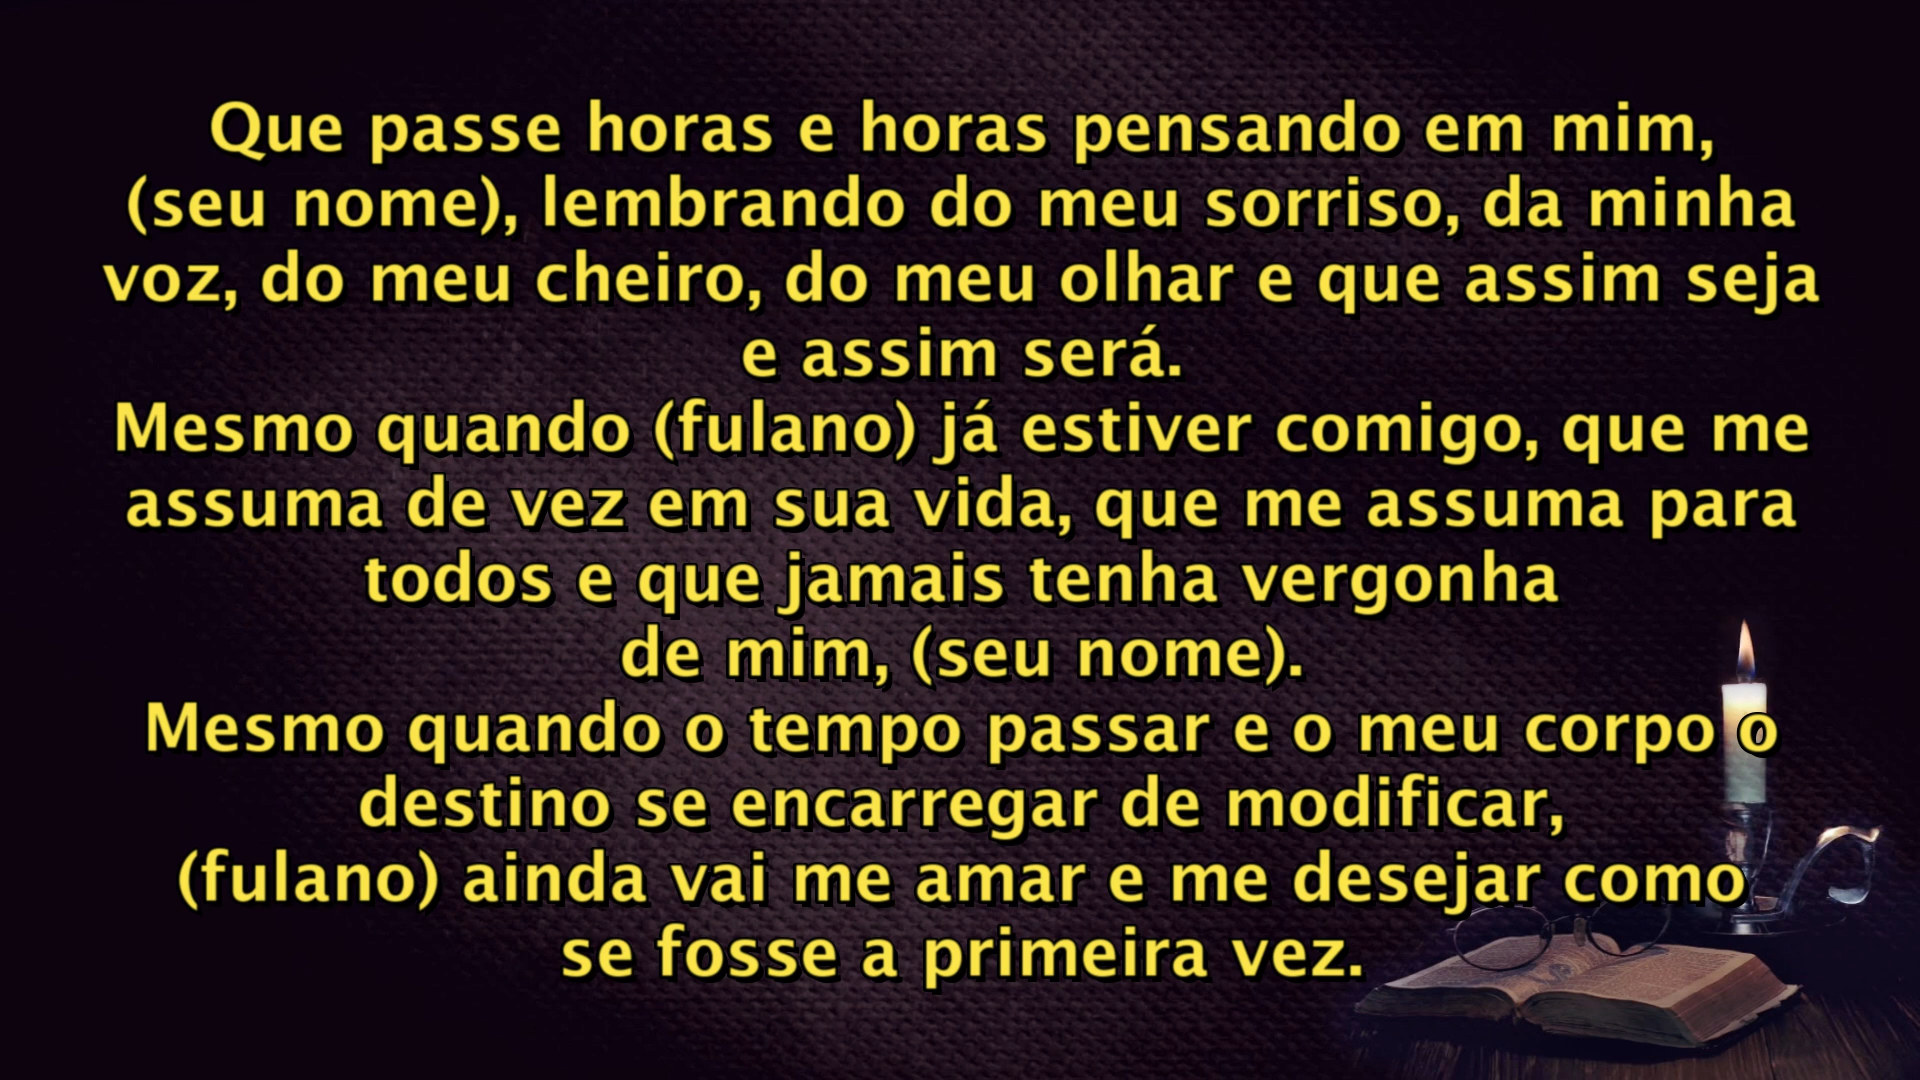 Que passe horas e horas pensando em mim,
(seu nome), lembrando do meu sorriso, da minha
voz, do meu cheiro, do meu olhar e que assim seja
e assim será.
Mesmo quando (fulano) já estiver comigo, que me
assuma de vez em sua vida, que me assuma para
todos e que jamais tenha vergonha
de mim, (seu nome).
Mesmo quando o tempo passar e o meu corpo o
destino se encarregar de modificar,
(fulano) ainda vai me amar e me desejar como
se fosse a primeira vez.